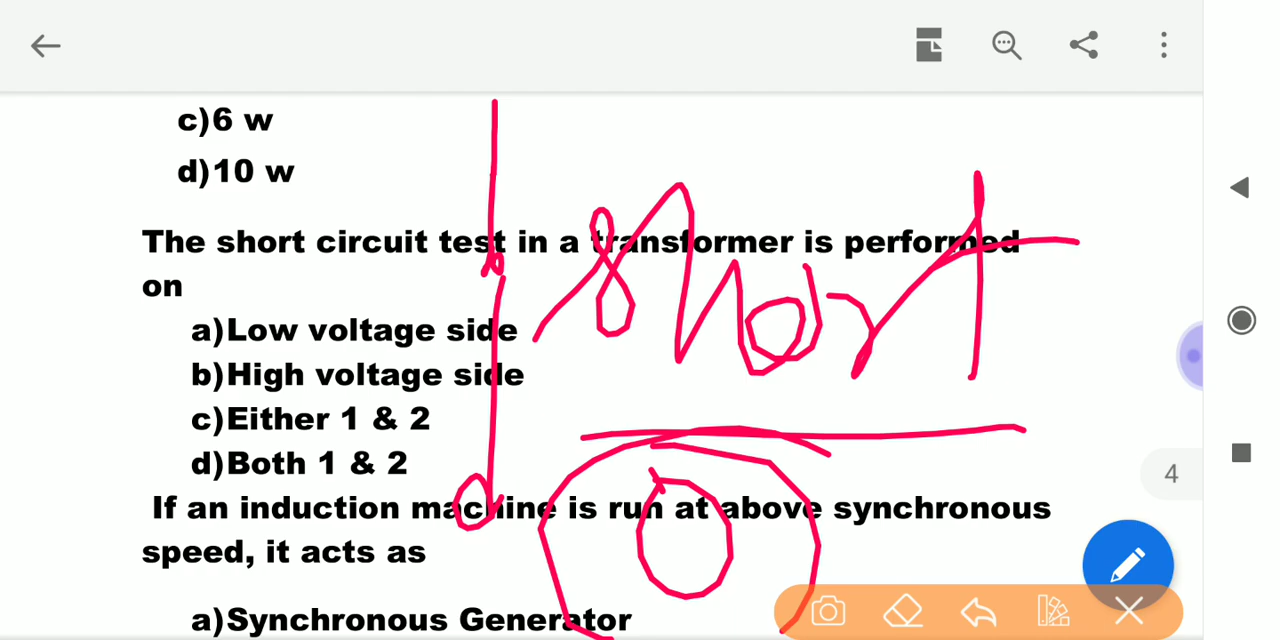 c)6 w
d)10 w
The short circuit test in a transformer is performed
on
a)Low voltage side
b)High voltage side
c)Either 1 & 2
d)Both 1 & 2
If an induction machine is run at above synchronous
speed, it acts as
a)Synchronous Generator
short
4